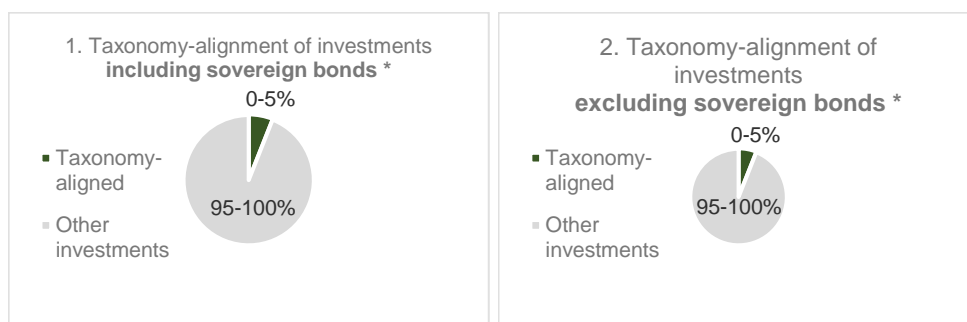 1. Taxonomy-alignment of investments
including sovereign bonds *
0-5%
Taxonomy-
aligned
95-100%
Other
investments
2. Taxonomy-alignment of
investments
excluding sovereign bonds *
0-5%
Taxonomy-
aligned
95-100%
Other
investments